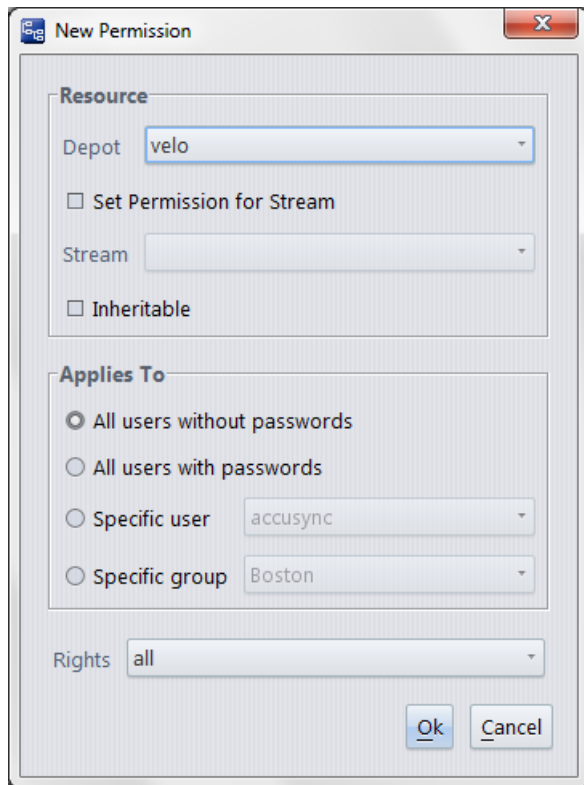 New Permission
Resource
Depot velo
Set Permission for Stream
Stream
Inheritable
Applies To
All users without passwords
All users with passwords
Specific user accusync
Specific group Boston
Rights all
Ok Cancel